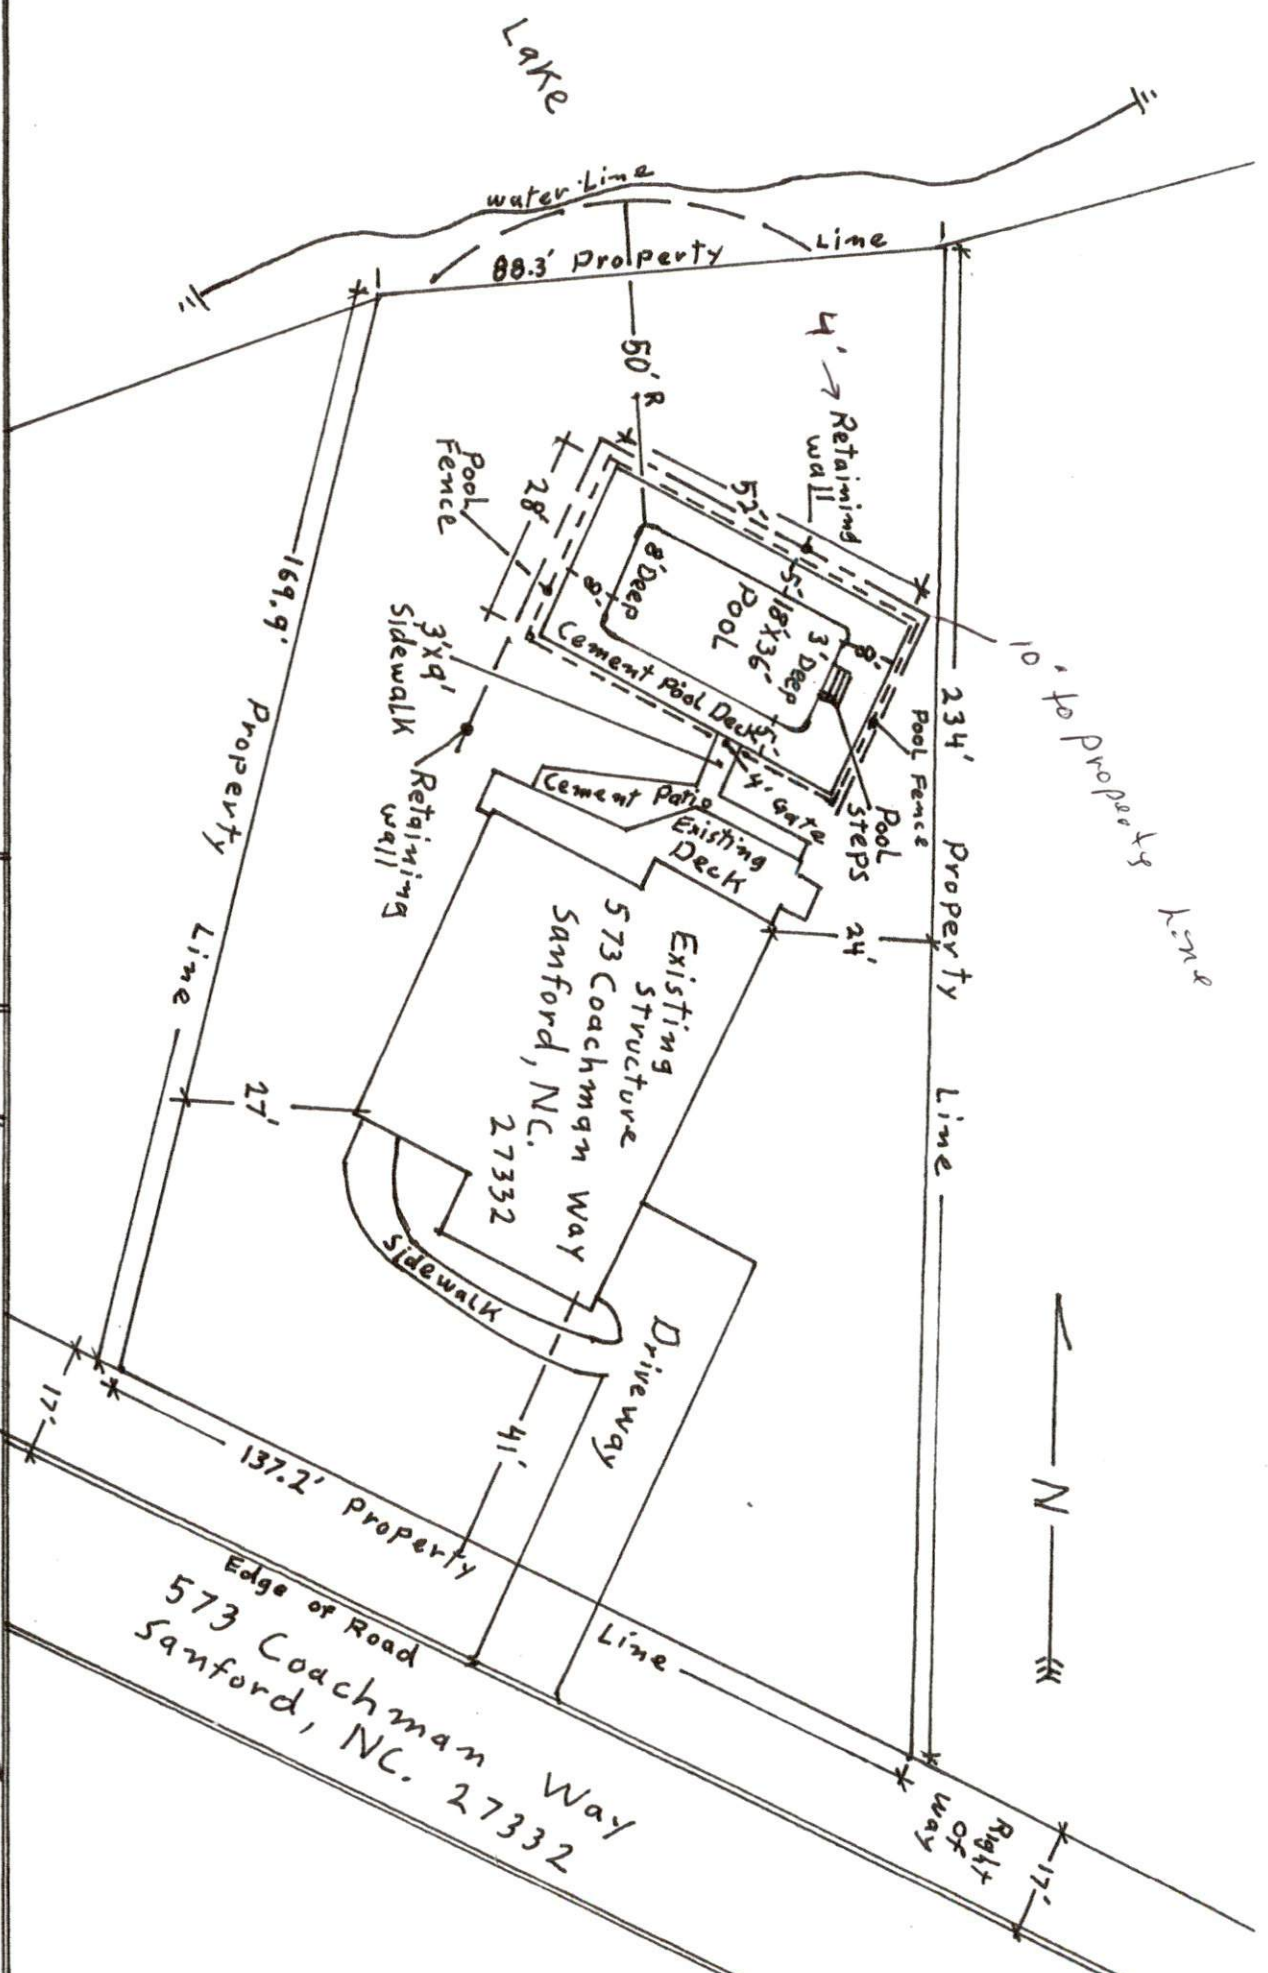 Lake
water Line
88.3' Property Line
50' R
4' → Retaining
wall
52'
28'
Pool
Fence
8' Deep
8'
5'
18'X36'
POOL
3' Deep
8'
Cement Pool Deck
5'
10' to property line
234' Property Line
Pool Fence
Pool
Steps
4' Gate
3'X9'
Sidewalk
Retaining
wall
Cement Patio
Existing
Deck
24'
169.9' Property Line
Existing
Structure
573 Coachman Way
Sanford, NC.
27332
27'
Sidewalk
Driveway
41'
N
17'
137.2' Property Line
Edge of Road
573 Coachman Way
Sanford, NC. 27332
Right
of
Way
17'